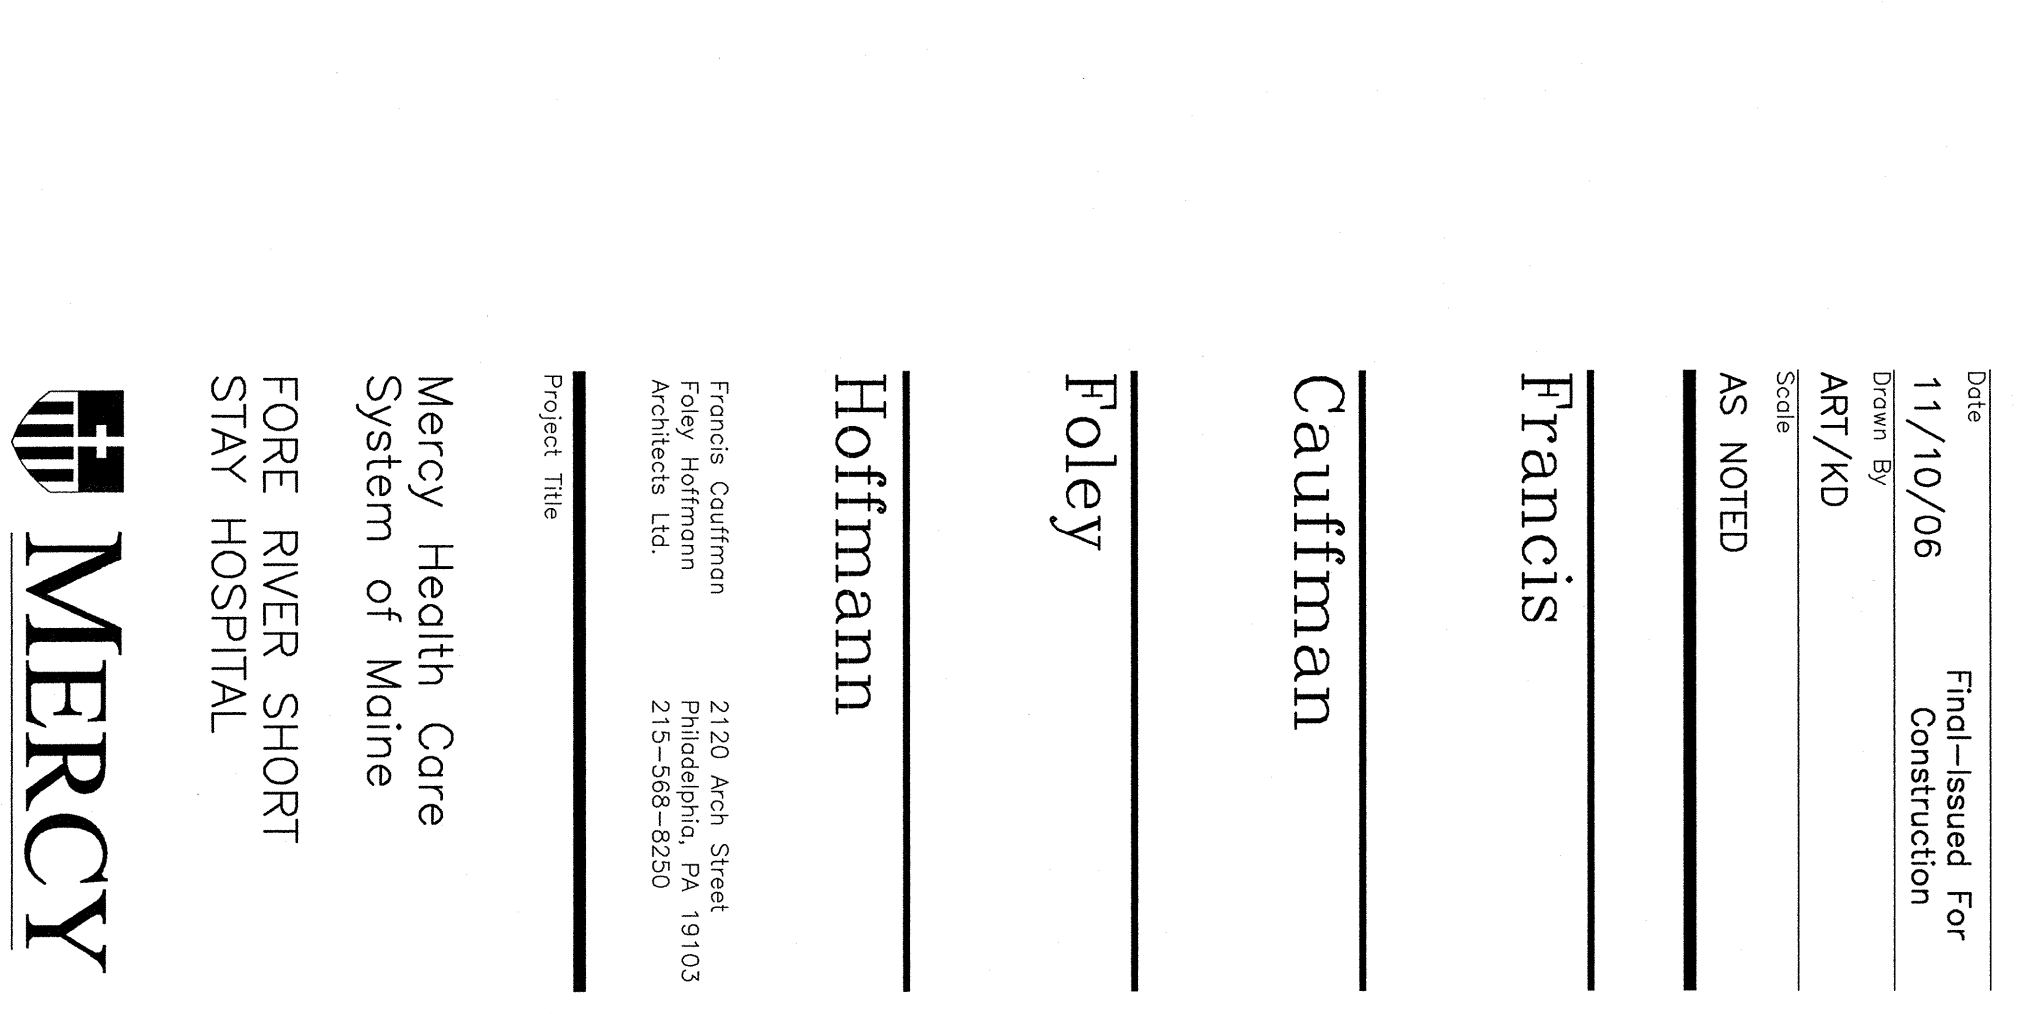 Date
11/10/06
Final-Issued For
Construction
Drawn By
ART/KD
Scale
AS NOTED
Francis
Cauffman
Foley
Hoffmann
Francis Cauffman
Foley Hoffmann
Architects Ltd.
2120 Arch Street
Philadelphia, PA 19103
215-568-8250
Project Title
Mercy Health Care
System of Maine
FORE RIVER SHORT
STAY HOSPITAL
MERCY